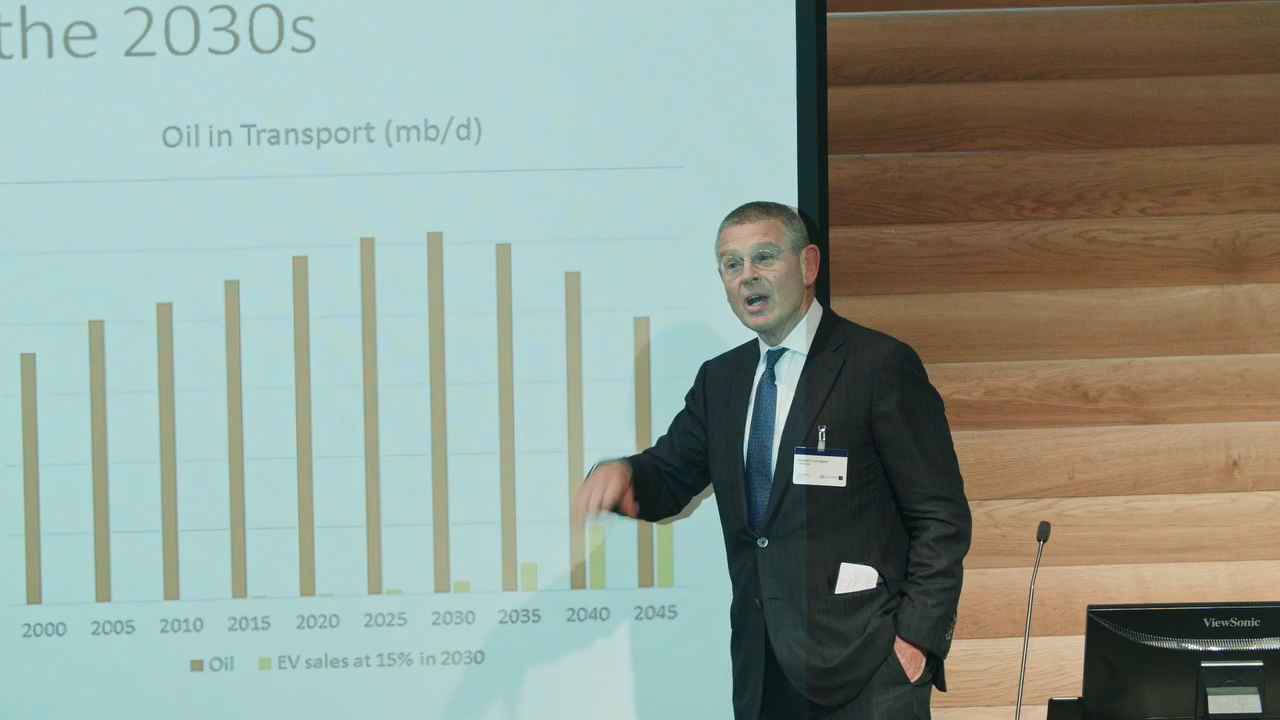 the 2030s
Oil in Transport (mb/d)
2000 2005 2010 2015 2020 2025 2030 2035 2040 2045
Oil EV sales at 15% in 2030
ViewSonic